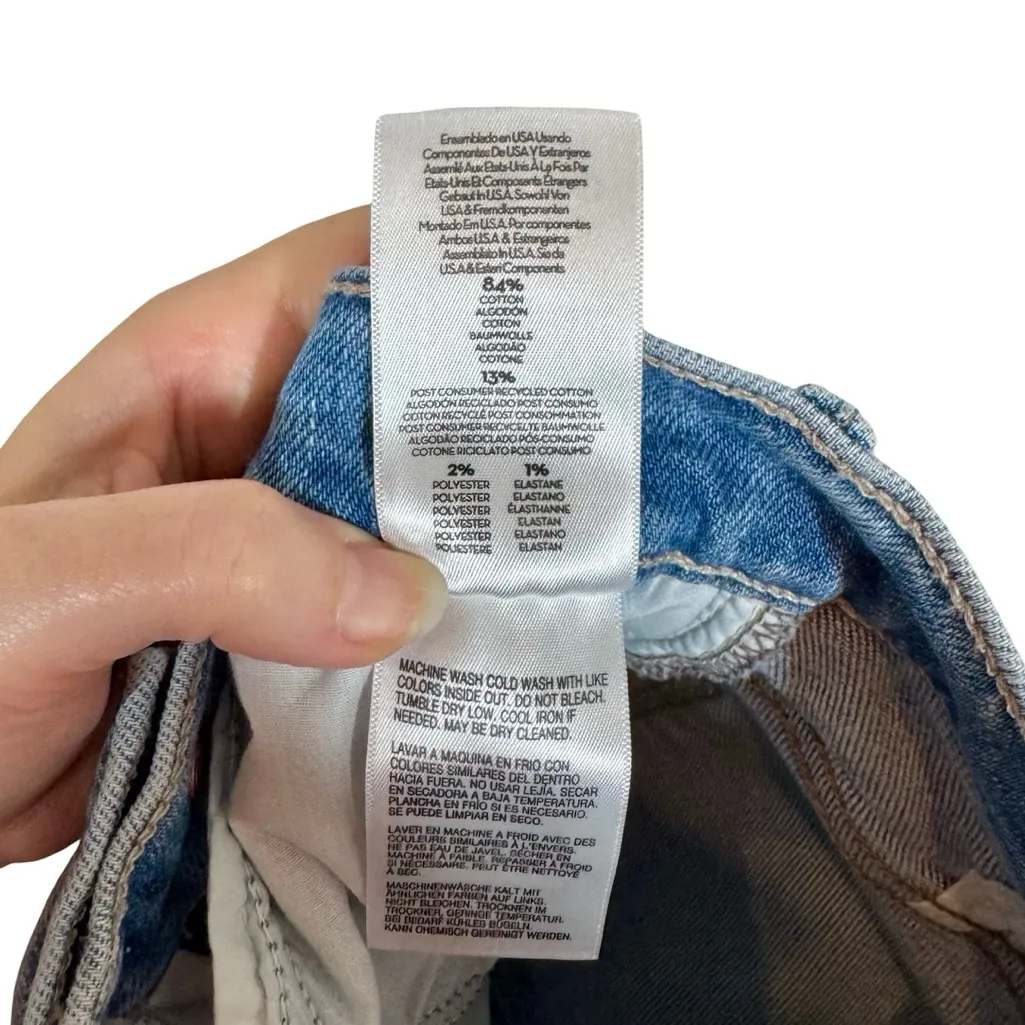 Ensamblado en USA Usando
Componentes De USA Y Extranjeros
Assemlé Aux Etats-Unis À La Fois Par
Etats-Unis Et Composants Étrangers
Gebaut In U.S.A. Sowohl Von
USA & Fremdkomponenten
Montado Em U.S.A. Por componentes
Ambos U.S.A. & Estrangeiros
Assemblato In U.S.A. Sia da
U.S.A & Esteri Components
84%
COTTON
ALGODÓN
COTON
BAUMWOLLE
ALGODÃO
COTONE
13%
POST CONSUMER RECYCLED COTTON
ALGODÓN RECICLADO POST CONSUMO
COTON RECYCLÉ POST CONSOMMATION
POST CONSUMER RECYCELTE BAUMWOLLE
ALGODÃO RECICLADO PÓS-CONSUMO
COTONE RICICLATO POST CONSUMO
2% 1%
POLYESTER ELASTANE
POLYESTER ELASTANO
POLYESTER ÉLASTHANNE
POLYESTER ELASTAN
POLYESTER ELASTANO
POLIESTERE ELASTAN
MACHINE WASH COLD WASH WITH LIKE
COLORS INSIDE OUT. DO NOT BLEACH.
TUMBLE DRY LOW, COOL IRON IF
NEEDED. MAY BE DRY CLEANED.
LAVAR A MAQUINA EN FRIO CON
COLORES SIMILARES DEL DENTRO
HACIA FUERA. NO USAR LEJÍA. SECAR
EN SECADORA A BAJA TEMPERATURA.
PLANCHA EN FRÍO SI ES NECESARIO.
SE PUEDE LIMPIAR EN SECO.
LAVER EN MACHINE A FROID AVEC DES
COULEURS SIMILAIRES À L'ENVERS.
NE PAS EAU DE JAVEL. SÉCHER EN
MACHINE À FAIBLE. REPASSER À FROID
SI NÉCESSAIRE. PEUT ÊTRE NETTOYÉ
À SEC.
MASCHINENWÄSCHE KALT MIT
ÄHNLICHEN FARBEN AUF LINKS.
NICHT BLEICHEN. TROCKNEN IM
TROCKNER, GERINGE TEMPERATUR.
BEI BEDARF KÜHLES BÜGELN.
KANN CHEMISCH GEREINIGT WERDEN.